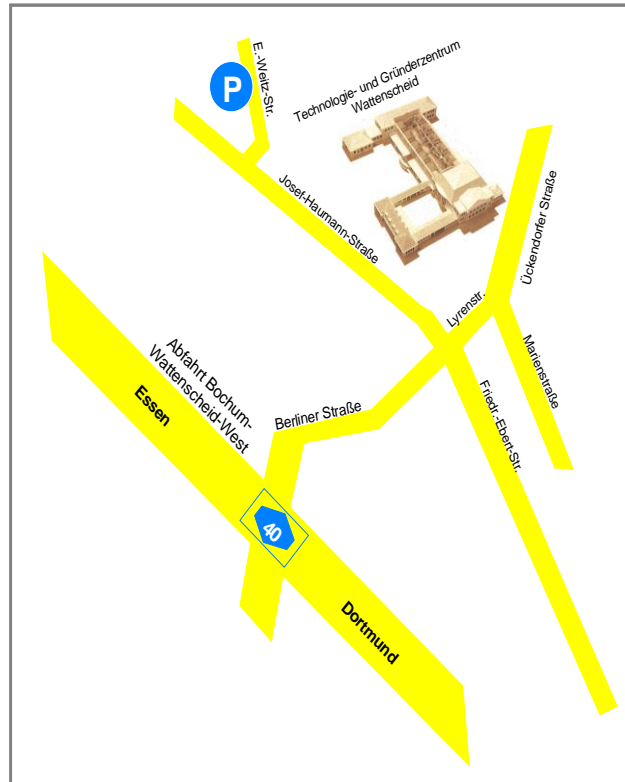 E.-Weitz-Str.
P
Technologie- und Gründerzentrum
Wattenscheid
Josef-Haumann-Straße
Ückendorfer Straße
Lyrenstr.
Marienstraße
Abfahrt Bochum-
Wattenscheid-West
Essen
Berliner Straße
Friedr.-Ebert-Str.
40
Dortmund